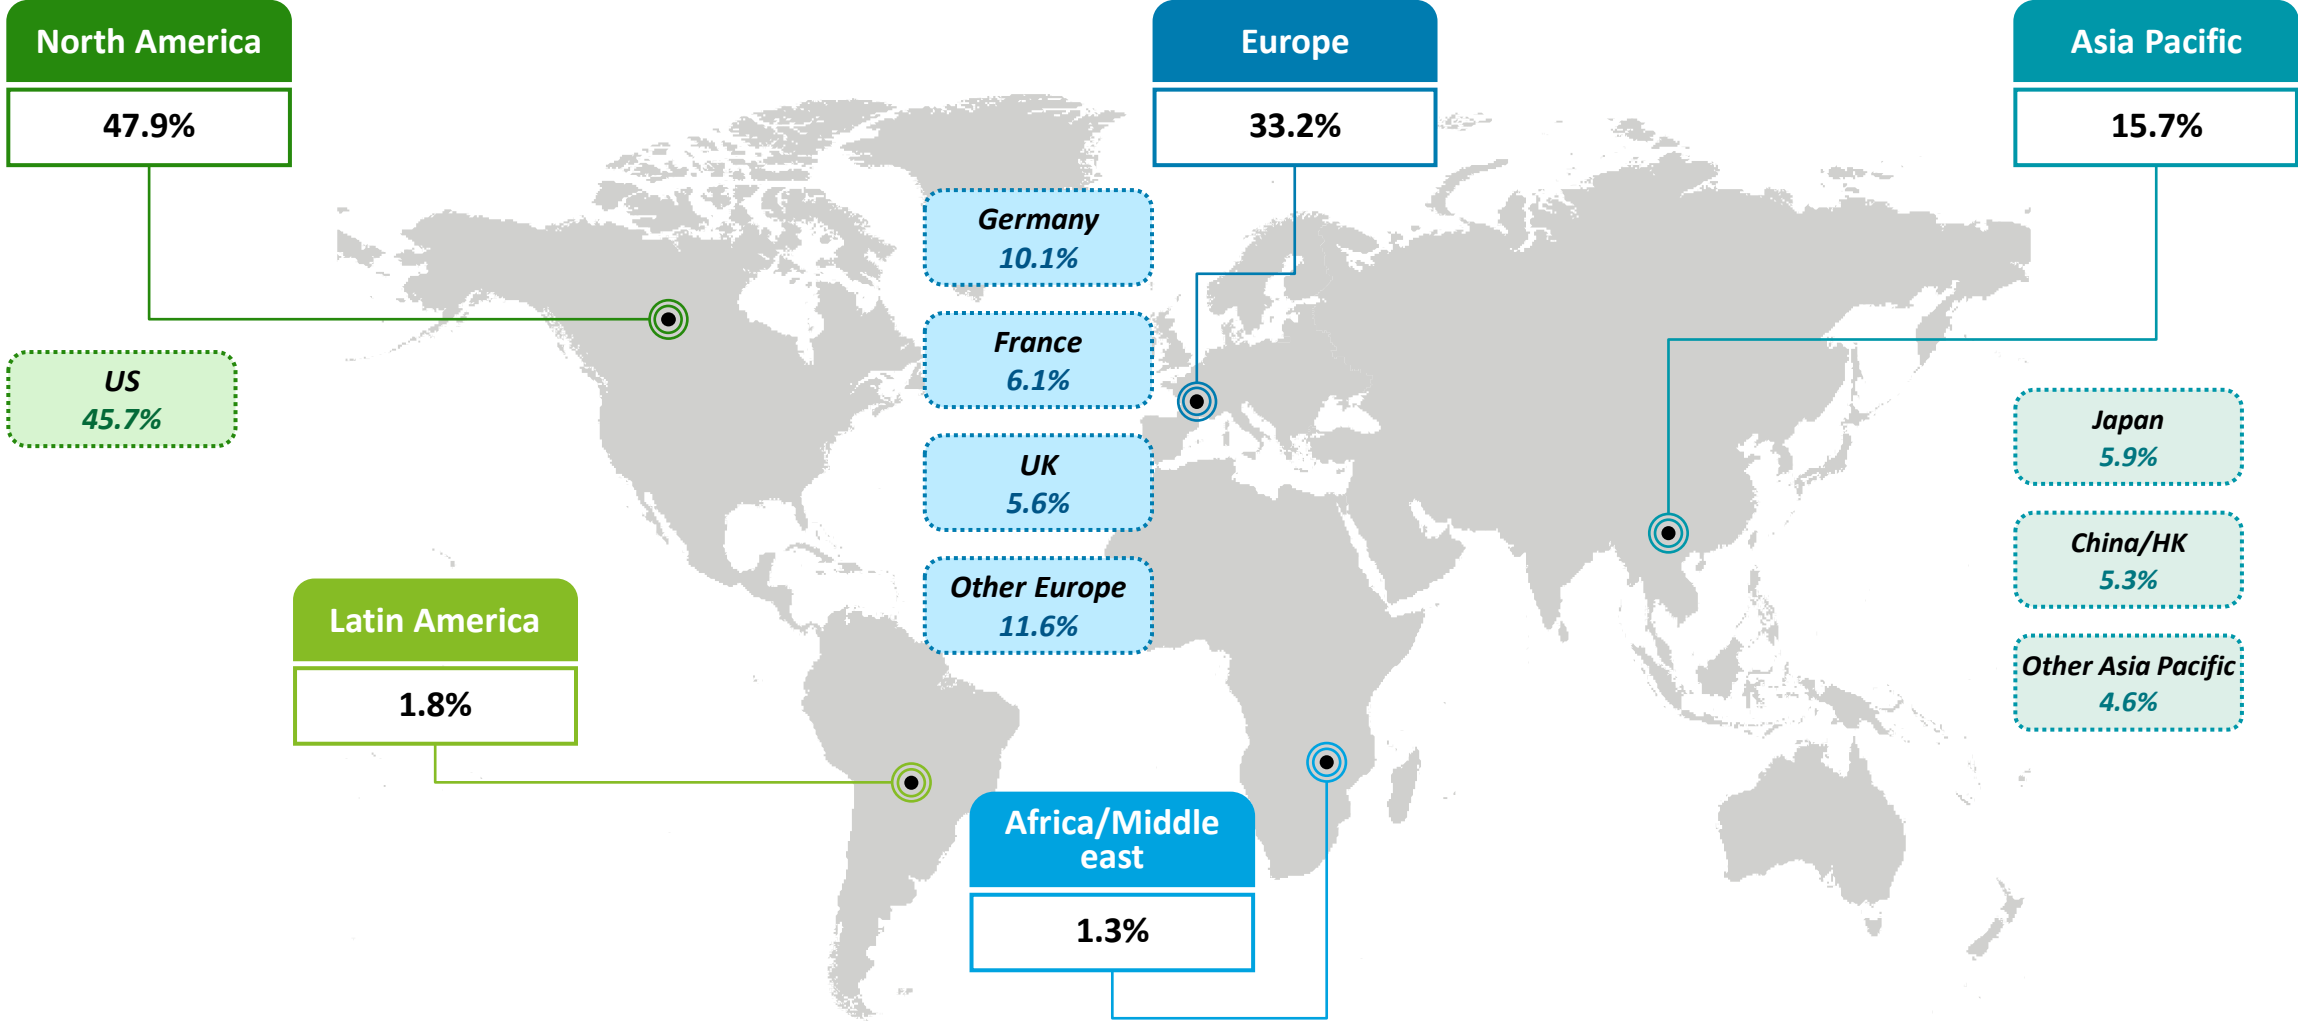 North America
47.9%
US
45.7%
Latin America
1.8%
Europe
33.2%
Germany
10.1%
France
6.1%
UK
5.6%
Other Europe
11.6%
Africa/Middle
east
1.3%
Asia Pacific
15.7%
Japan
5.9%
China/HK
5.3%
Other Asia Pacific
4.6%